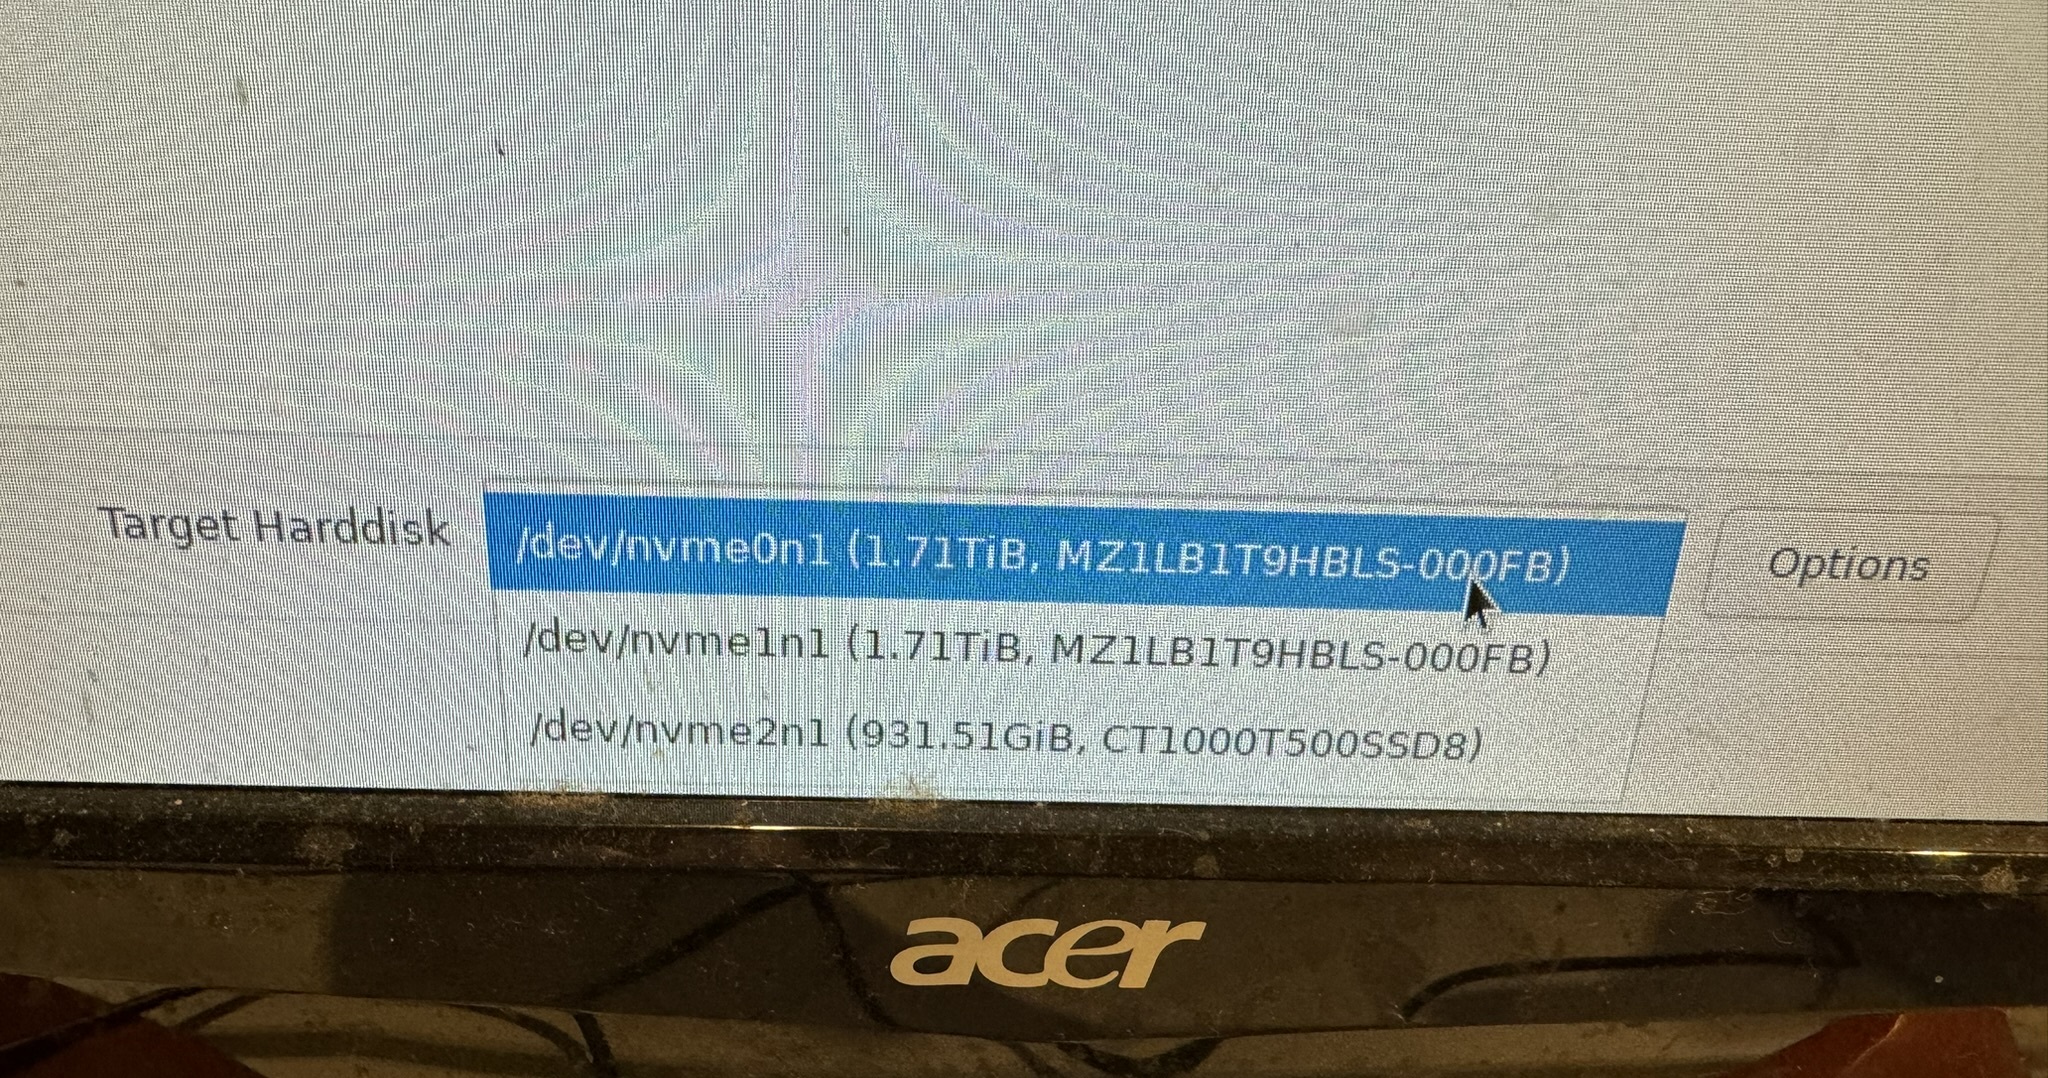 Target Harddisk
/dev/nvme0n1 (1.71TiB, MZ1LB1T9HBLS-000FB)
Options
/dev/nvme1n1 (1.71TiB, MZ1LB1T9HBLS-000FB)
/dev/nvme2n1 (931.51GiB, CT1000T500SSD8)
acer